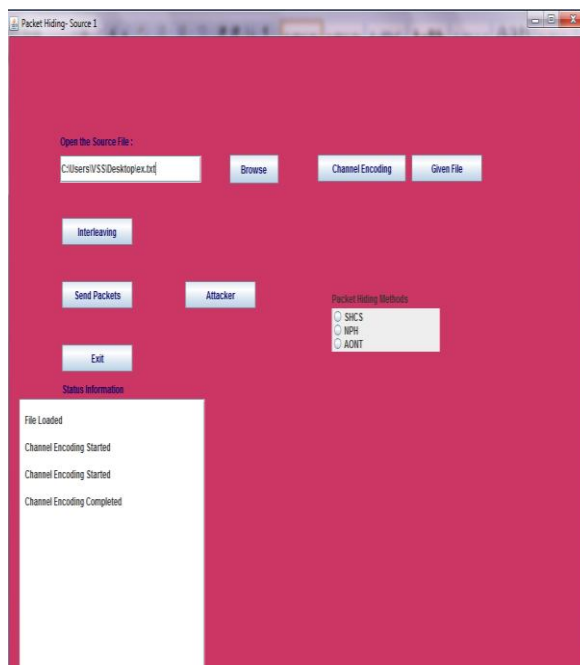 Packet Hiding- Source 1
Open the Source File :
C:\Users\VSS\Desktop\ex.txt
Browse
Channel Encoding
Given File
Interleaving
Send Packets
Attacker
Packet Hiding Methods
SHCS
NPH
AONT
Exit
Status Information
File Loaded
Channel Encoding Started
Channel Encoding Started
Channel Encoding Completed